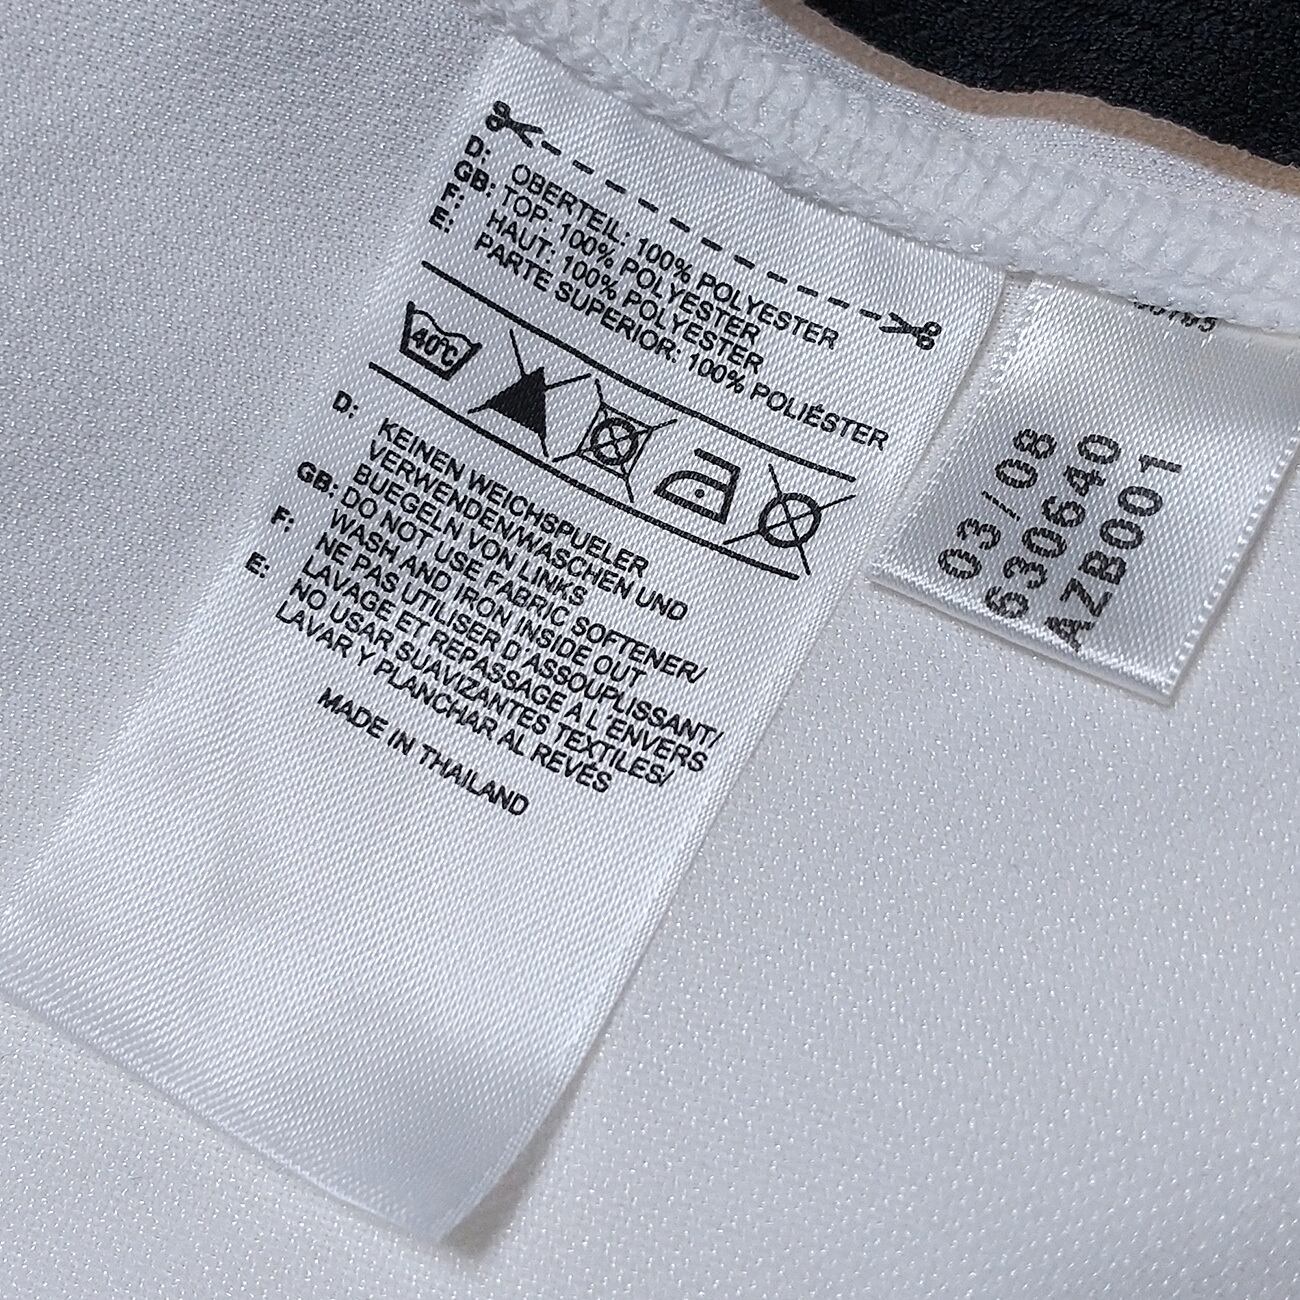 D: OBERTEIL: 100% POLYESTER
GB: TOP: 100% POLYESTER
F: HAUT: 100% POLYESTER
E: PARTE SUPERIOR: 100% POLIÉSTER
40°C
D: KEINEN WEICHSPUELER
VERWENDEN/WASCHEN UND
BUEGELN VON LINKS
GB: DO NOT USE FABRIC SOFTENER/
WASH AND IRON INSIDE OUT
F: NE PAS UTILISER D'ASSOUPLISSANT/
LAVAGE ET REPASSAGE A L'ENVERS
E: NO USAR SUAVIZANTES TEXTILES/
LAVAR Y PLANCHAR AL REVÉS
MADE IN THAILAND
03/08
630640
AZB001